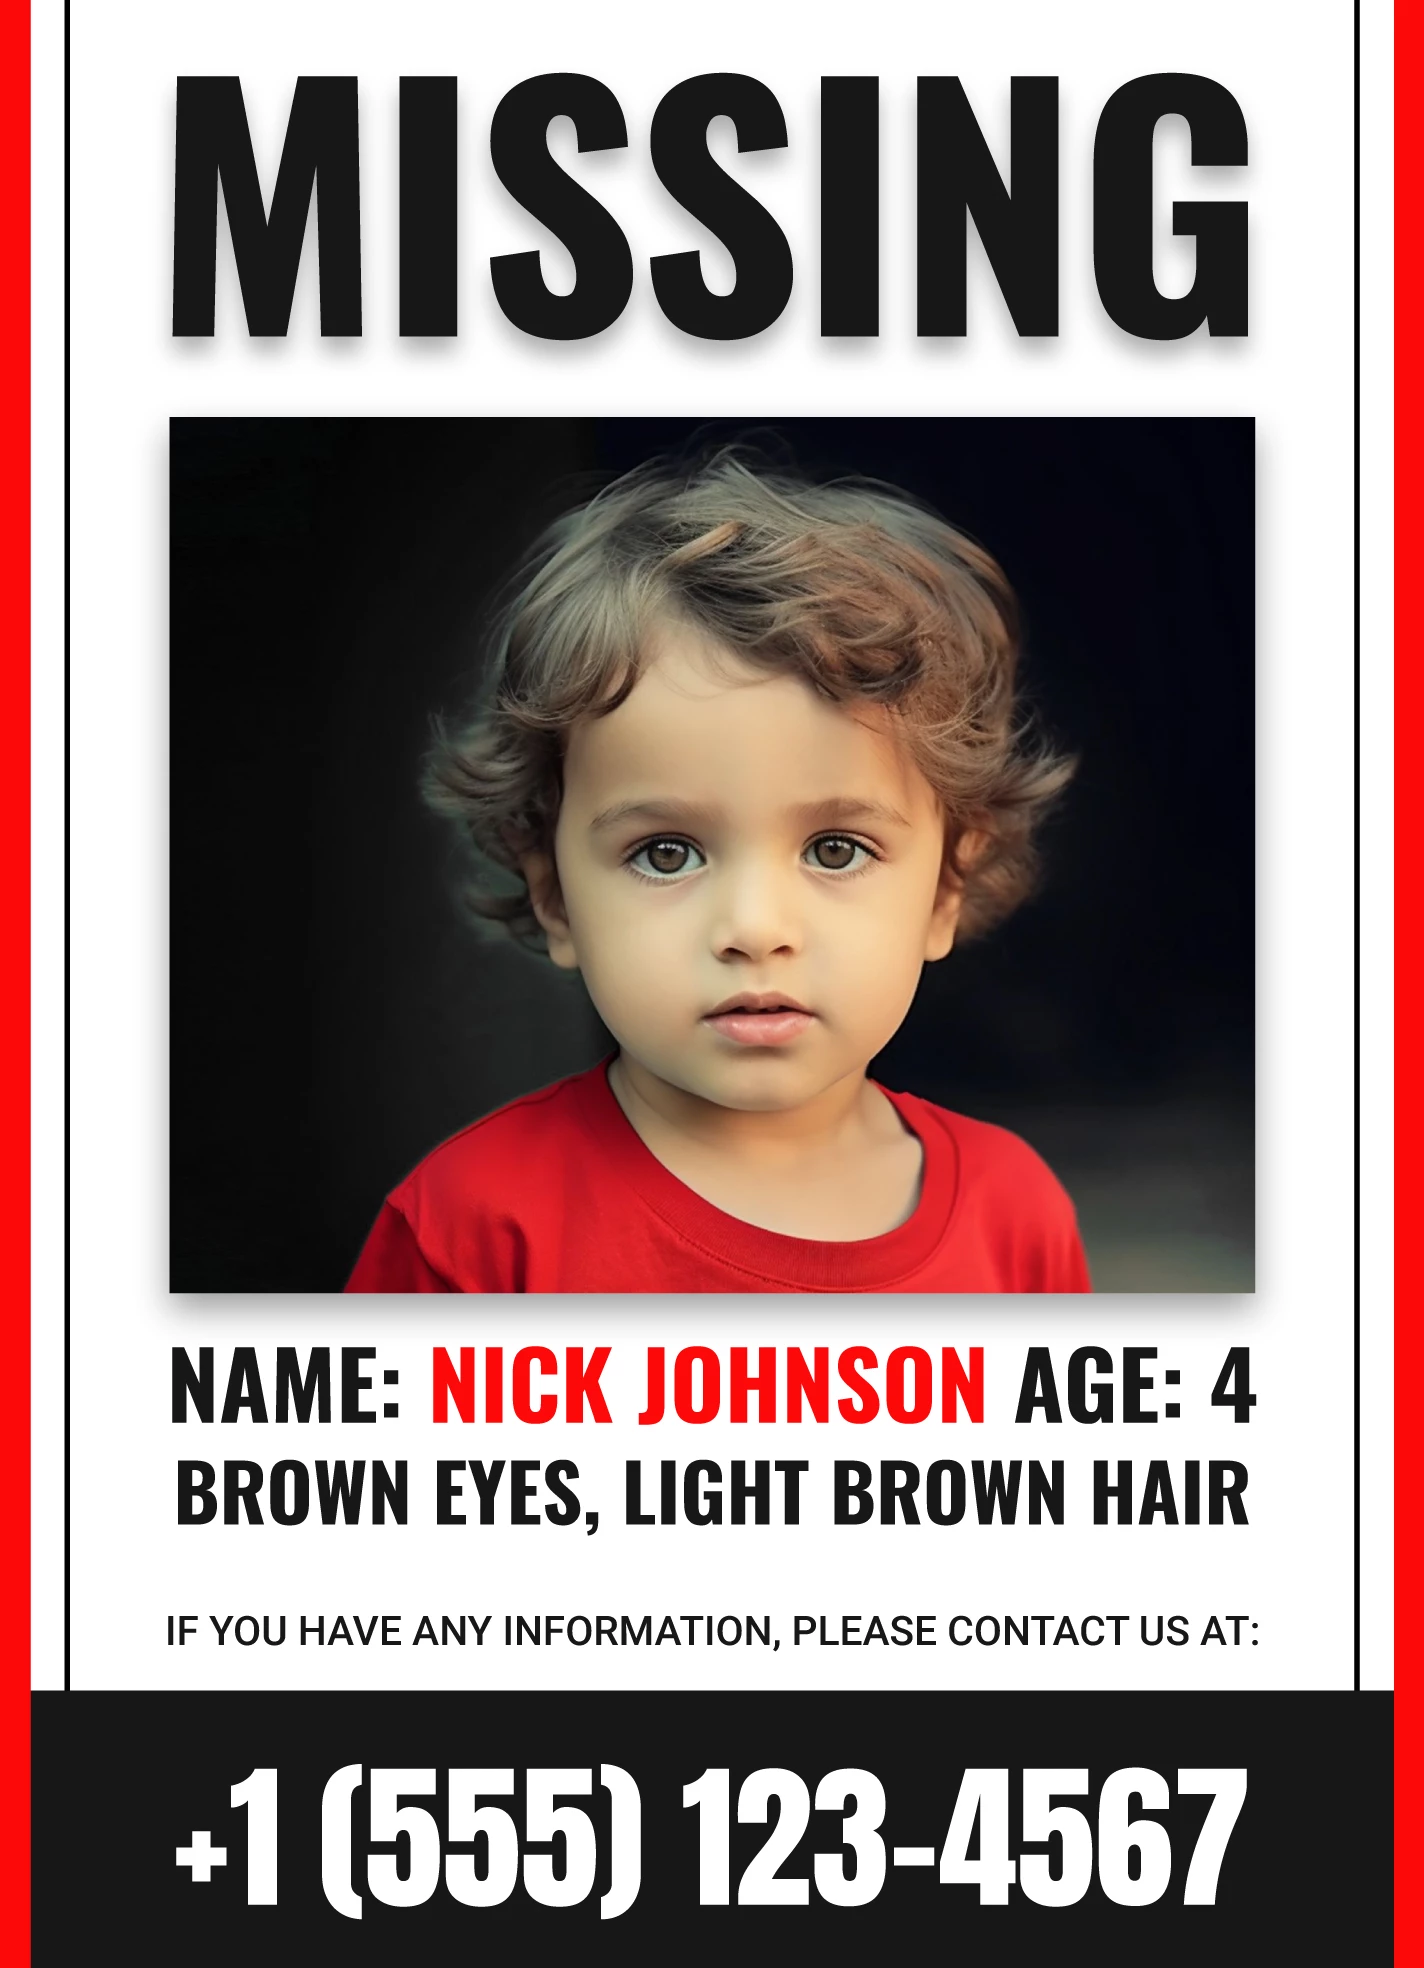 MISSING
NAME: NICK JOHNSON AGE: 4
BROWN EYES, LIGHT BROWN HAIR
IF YOU HAVE ANY INFORMATION, PLEASE CONTACT US AT:
+1 (555) 123-4567